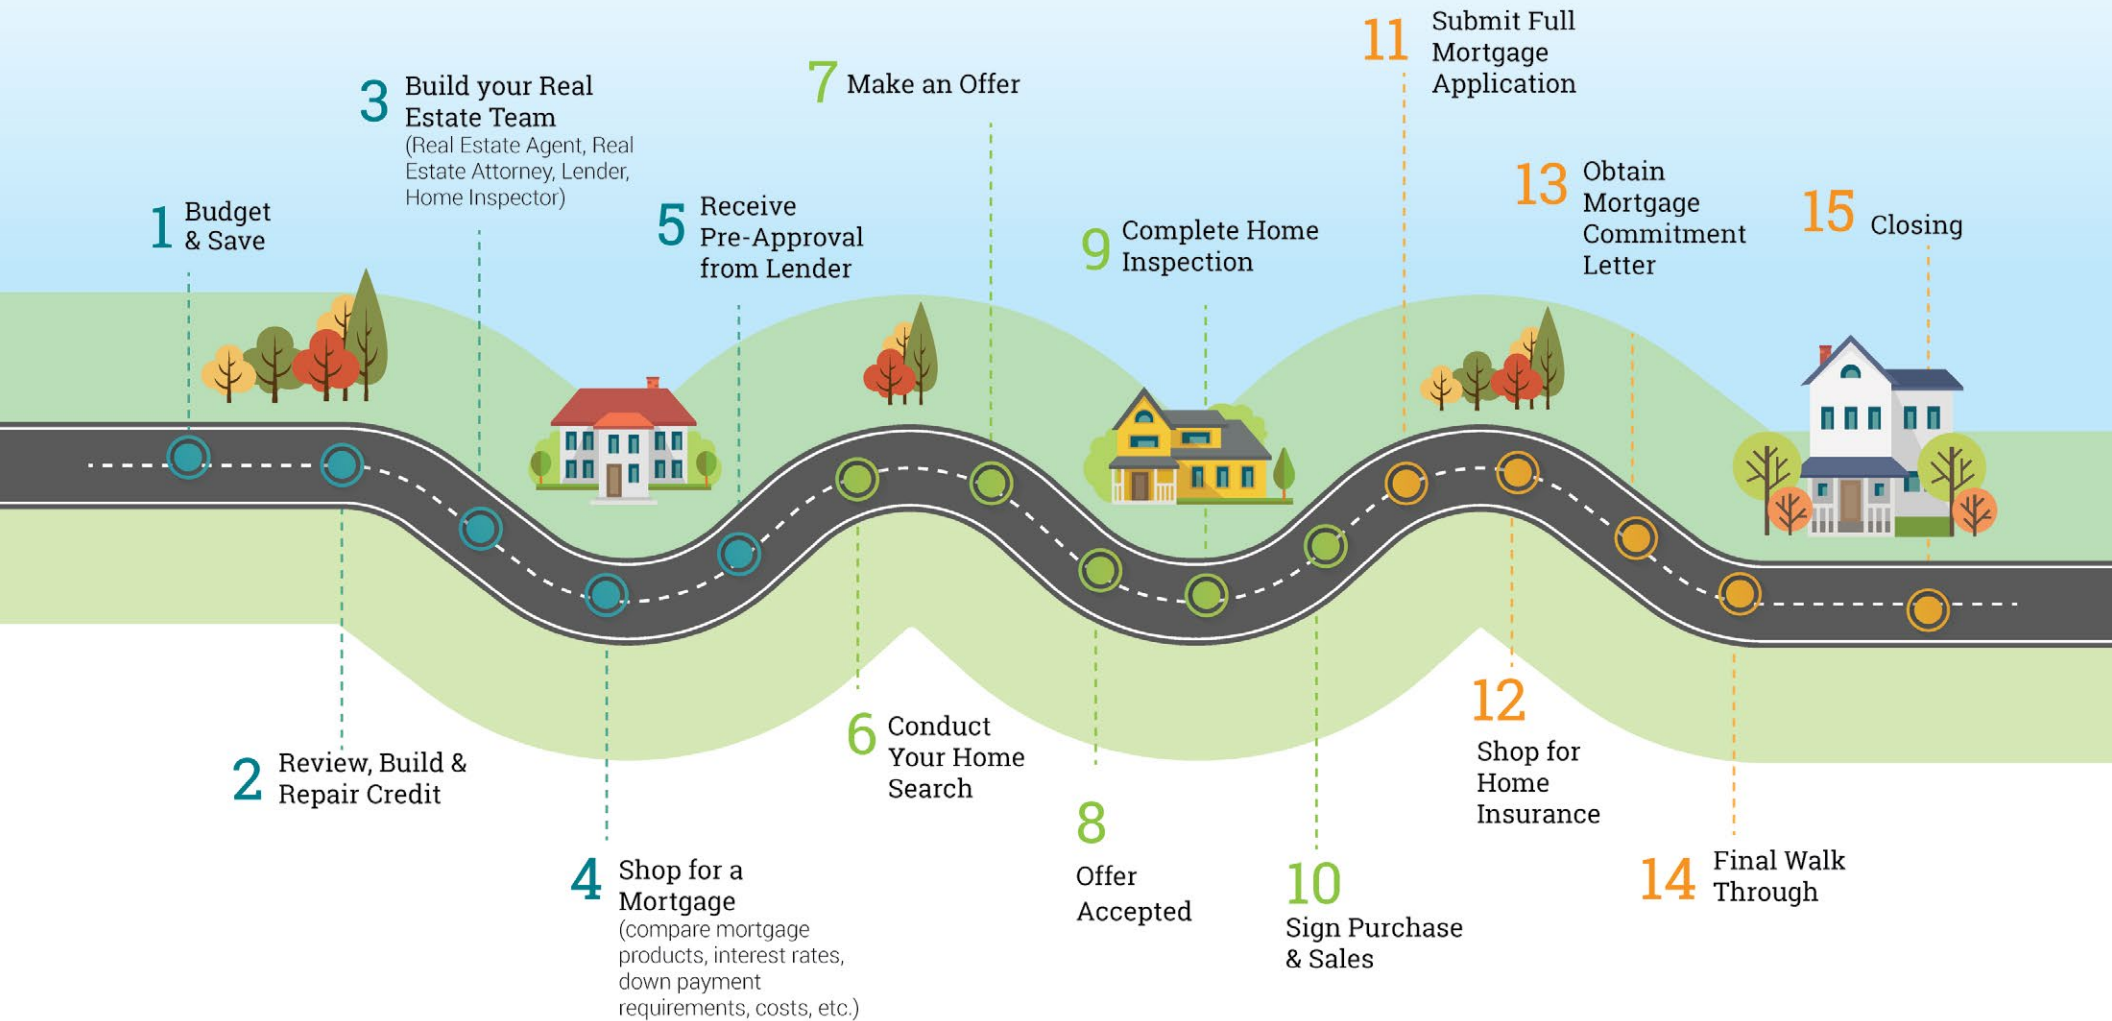 1 Budget
& Save
2 Review, Build &
Repair Credit
3 Build your Real
Estate Team
(Real Estate Agent, Real
Estate Attorney, Lender,
Home Inspector)
4 Shop for a
Mortgage
(compare mortgage
products, interest rates,
down payment
requirements, costs, etc.)
5 Receive
Pre-Approval
from Lender
6 Conduct
Your Home
Search
7 Make an Offer
8
Offer
Accepted
9 Complete Home
Inspection
10
Sign Purchase
& Sales
11 Submit Full
Mortgage
Application
12
Shop for
Home
Insurance
13 Obtain
Mortgage
Commitment
Letter
14 Final Walk
Through
15 Closing